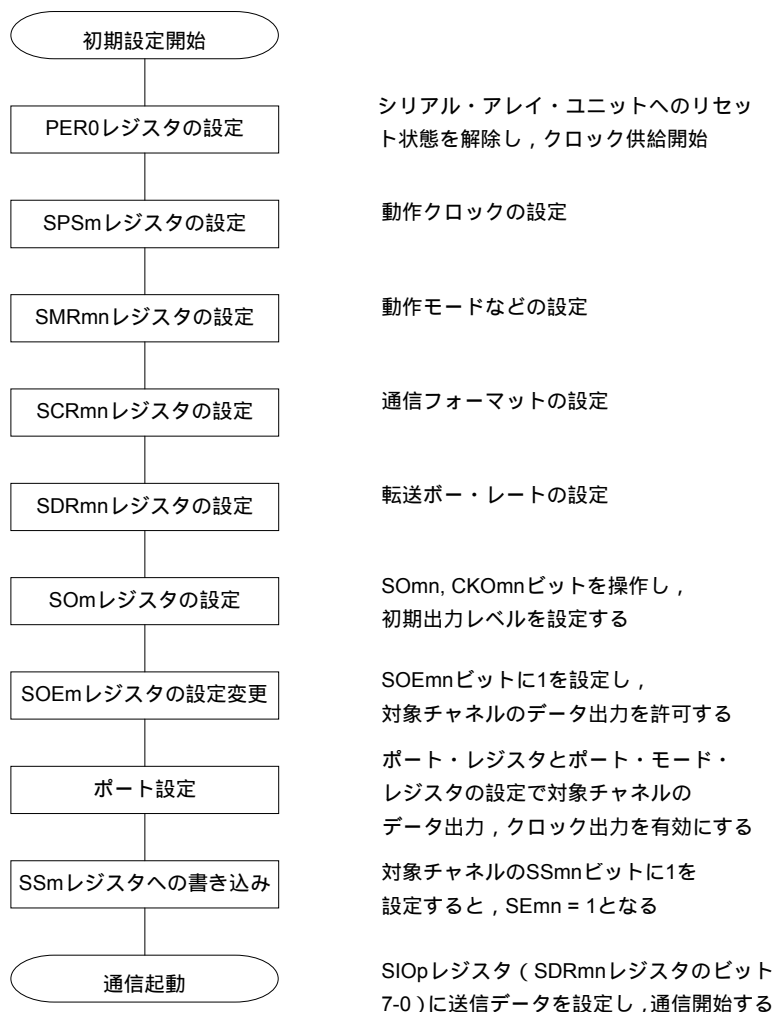 初期設定開始
PER0レジスタの設定
シリアル・アレイ・ユニットへのリセッ
ト状態を解除し，クロック供給開始
SPSmレジスタの設定
動作クロックの設定
SMRmnレジスタの設定
動作モードなどの設定
SCRmnレジスタの設定
通信フォーマットの設定
SDRmnレジスタの設定
転送ボー・レートの設定
SOmレジスタの設定
SOmn, CKOmnビットを操作し，
初期出力レベルを設定する
SOEmレジスタの設定変更
SOEmnビットに1を設定し，
対象チャネルのデータ出力を許可する
ポート設定
ポート・レジスタとポート・モード・
レジスタの設定で対象チャネルの
データ出力，クロック出力を有効にする
SSmレジスタへの書き込み
対象チャネルのSSmnビットに1を
設定すると，SEmn = 1となる
通信起動
SIOpレジスタ（SDRmnレジスタのビット
7-0）に送信データを設定し，通信開始する